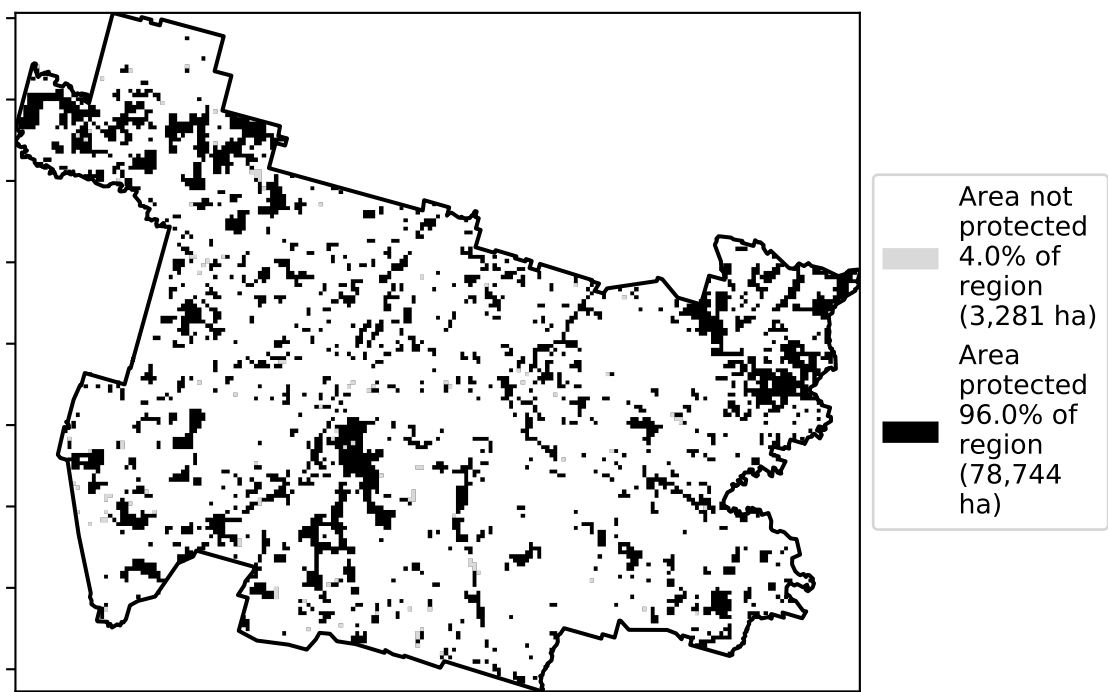 Area not
protected
4.0% of
region
(3,281 ha)
Area
protected
96.0% of
region
(78,744
ha)